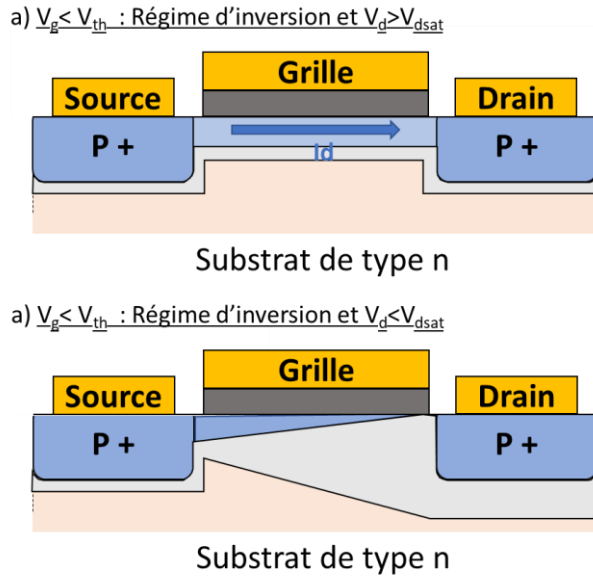 a) Vg< Vth : Régime d'inversion et Vd>Vdsat
Grille
Source
Drain
P +
Id
P +
Substrat de type n
a) Vg< Vth : Régime d'inversion et Vd<Vdsat
Grille
Source
Drain
P +
P +
Substrat de type n